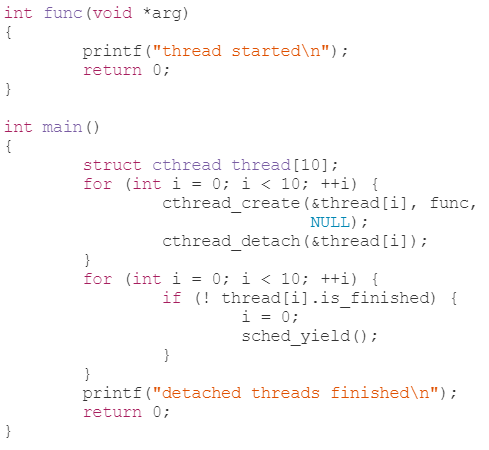 int func(void *arg)
{
        printf("thread started\n");
        return 0;
}

int main()
{
        struct cthread thread[10];
        for (int i = 0; i < 10; ++i) {
                cthread_create(&thread[i], func,
                               NULL);
                cthread_detach(&thread[i]);
        }
        for (int i = 0; i < 10; ++i) {
                if (! thread[i].is_finished) {
                        i = 0;
                        sched_yield();
                }
        }
        printf("detached threads finished\n");
        return 0;
}